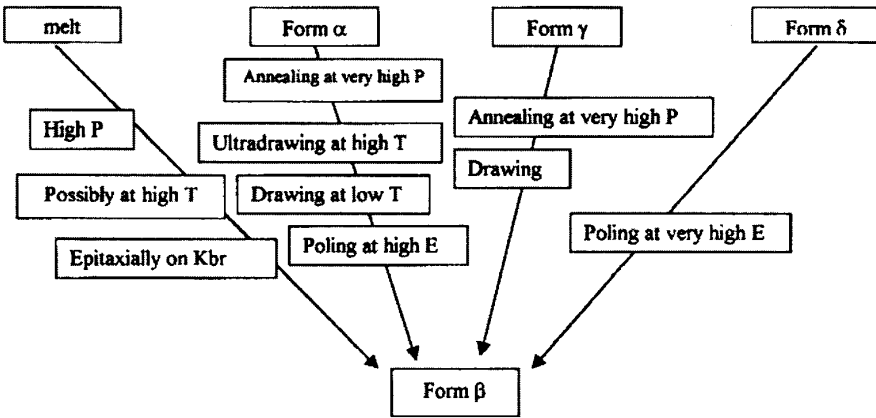 melt
Form α
Form γ
Form δ
Annealing at very high P
High P
Ultradrawing at high T
Annealing at very high P
Possibly at high T
Drawing at low T
Drawing
Epitaxially on Kbr
Poling at high E
Poling at very high E
Form β